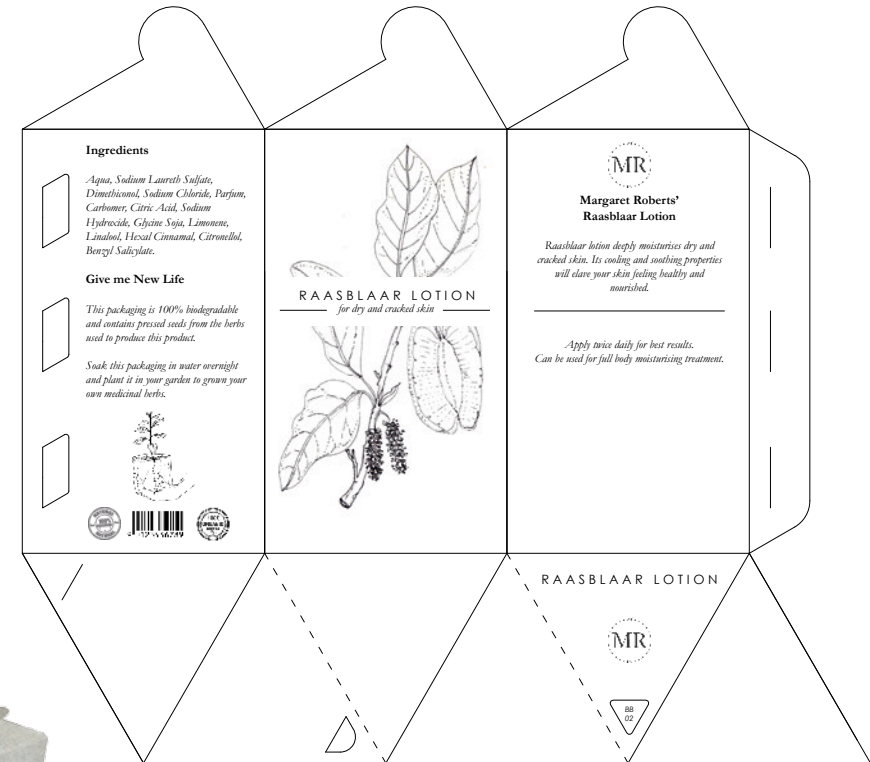 Ingredients
Aqua, Sodium Laureth Sulfate,
Dimethiconol, Sodium Chloride, Parfum,
Carbomer, Citric Acid, Sodium
Hydroxide, Glycine Soja, Limonene,
Linalool, Hexal Cinnamal, Citronellol,
Benzyl Salicylate.
Give me New Life
This packaging is 100% biodegradable
and contains pressed seeds from the herbs
used to produce this product.
Soak this packaging in water overnight
and plant it in your garden to grown your
own medicinal herbs.
RAASBLAAR LOTION
for dry and cracked skin
MR
Margaret Roberts’
Raasblaar Lotion
Raasblaar lotion deeply moisturises dry and
cracked skin. Its cooling and soothing properties
will elave your skin feeling healthy and
nourished.
Apply twice daily for best results.
Can be used for full body moisturising treatment.
RAASBLAAR LOTION
MR
BB
02